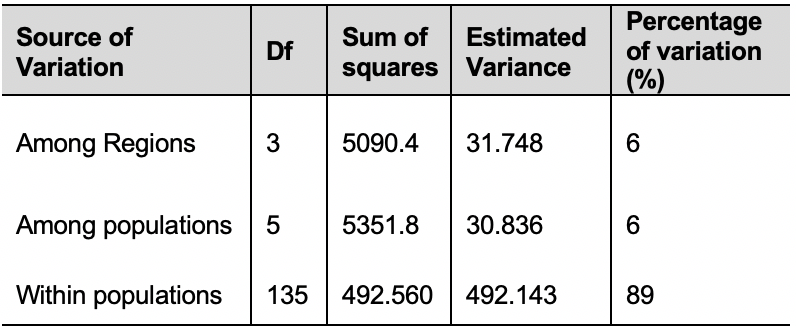 Source of Variation | Df | Sum of squares | Estimated Variance | Percentage of variation (%)
Among Regions | 3 | 5090.4 | 31.748 | 6
Among populations | 5 | 5351.8 | 30.836 | 6
Within populations | 135 | 492.560 | 492.143 | 89